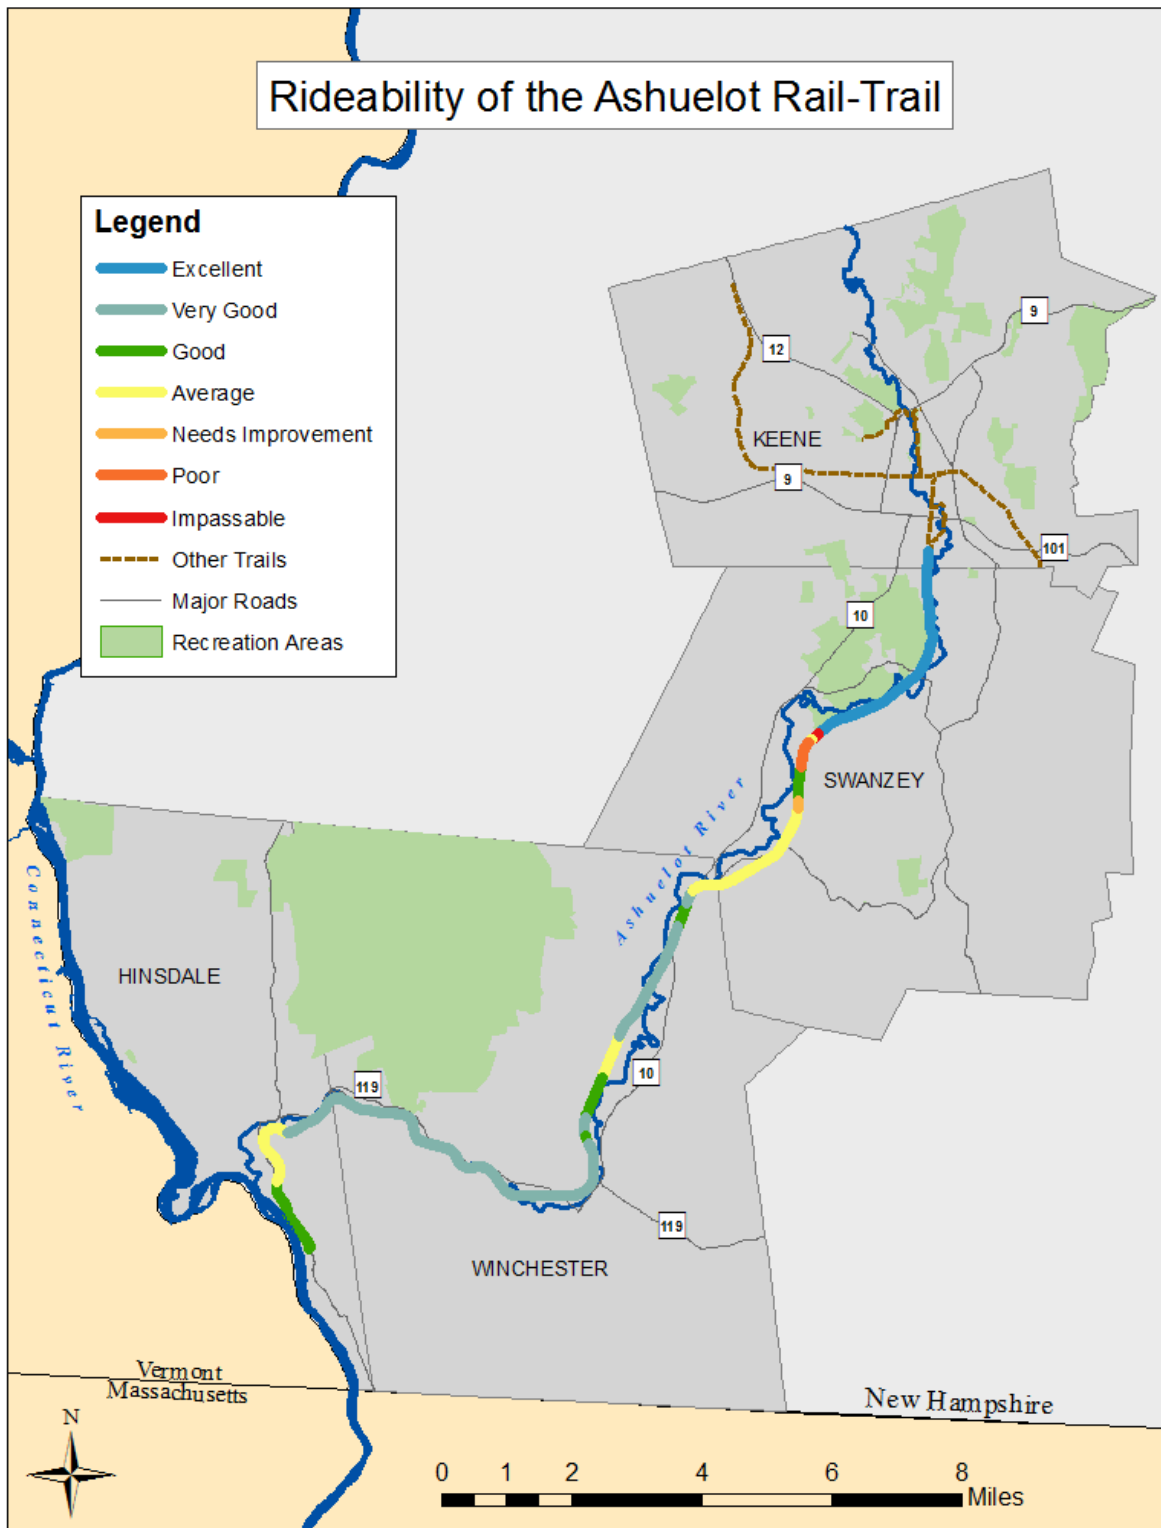 Rideability of the Ashuelot Rail-Trail
Legend
Excellent
Very Good
Good
Average
Needs Improvement
Poor
Impassable
Other Trails
Major Roads
Recreation Areas
9
12
KEENE
9
101
10
SWANZEY
Ashuelot River
Connecticut River
HINSDALE
10
119
119
WINCHESTER
Vermont
Massachusetts
New Hampshire
N
0 1 2 4 6 8
Miles